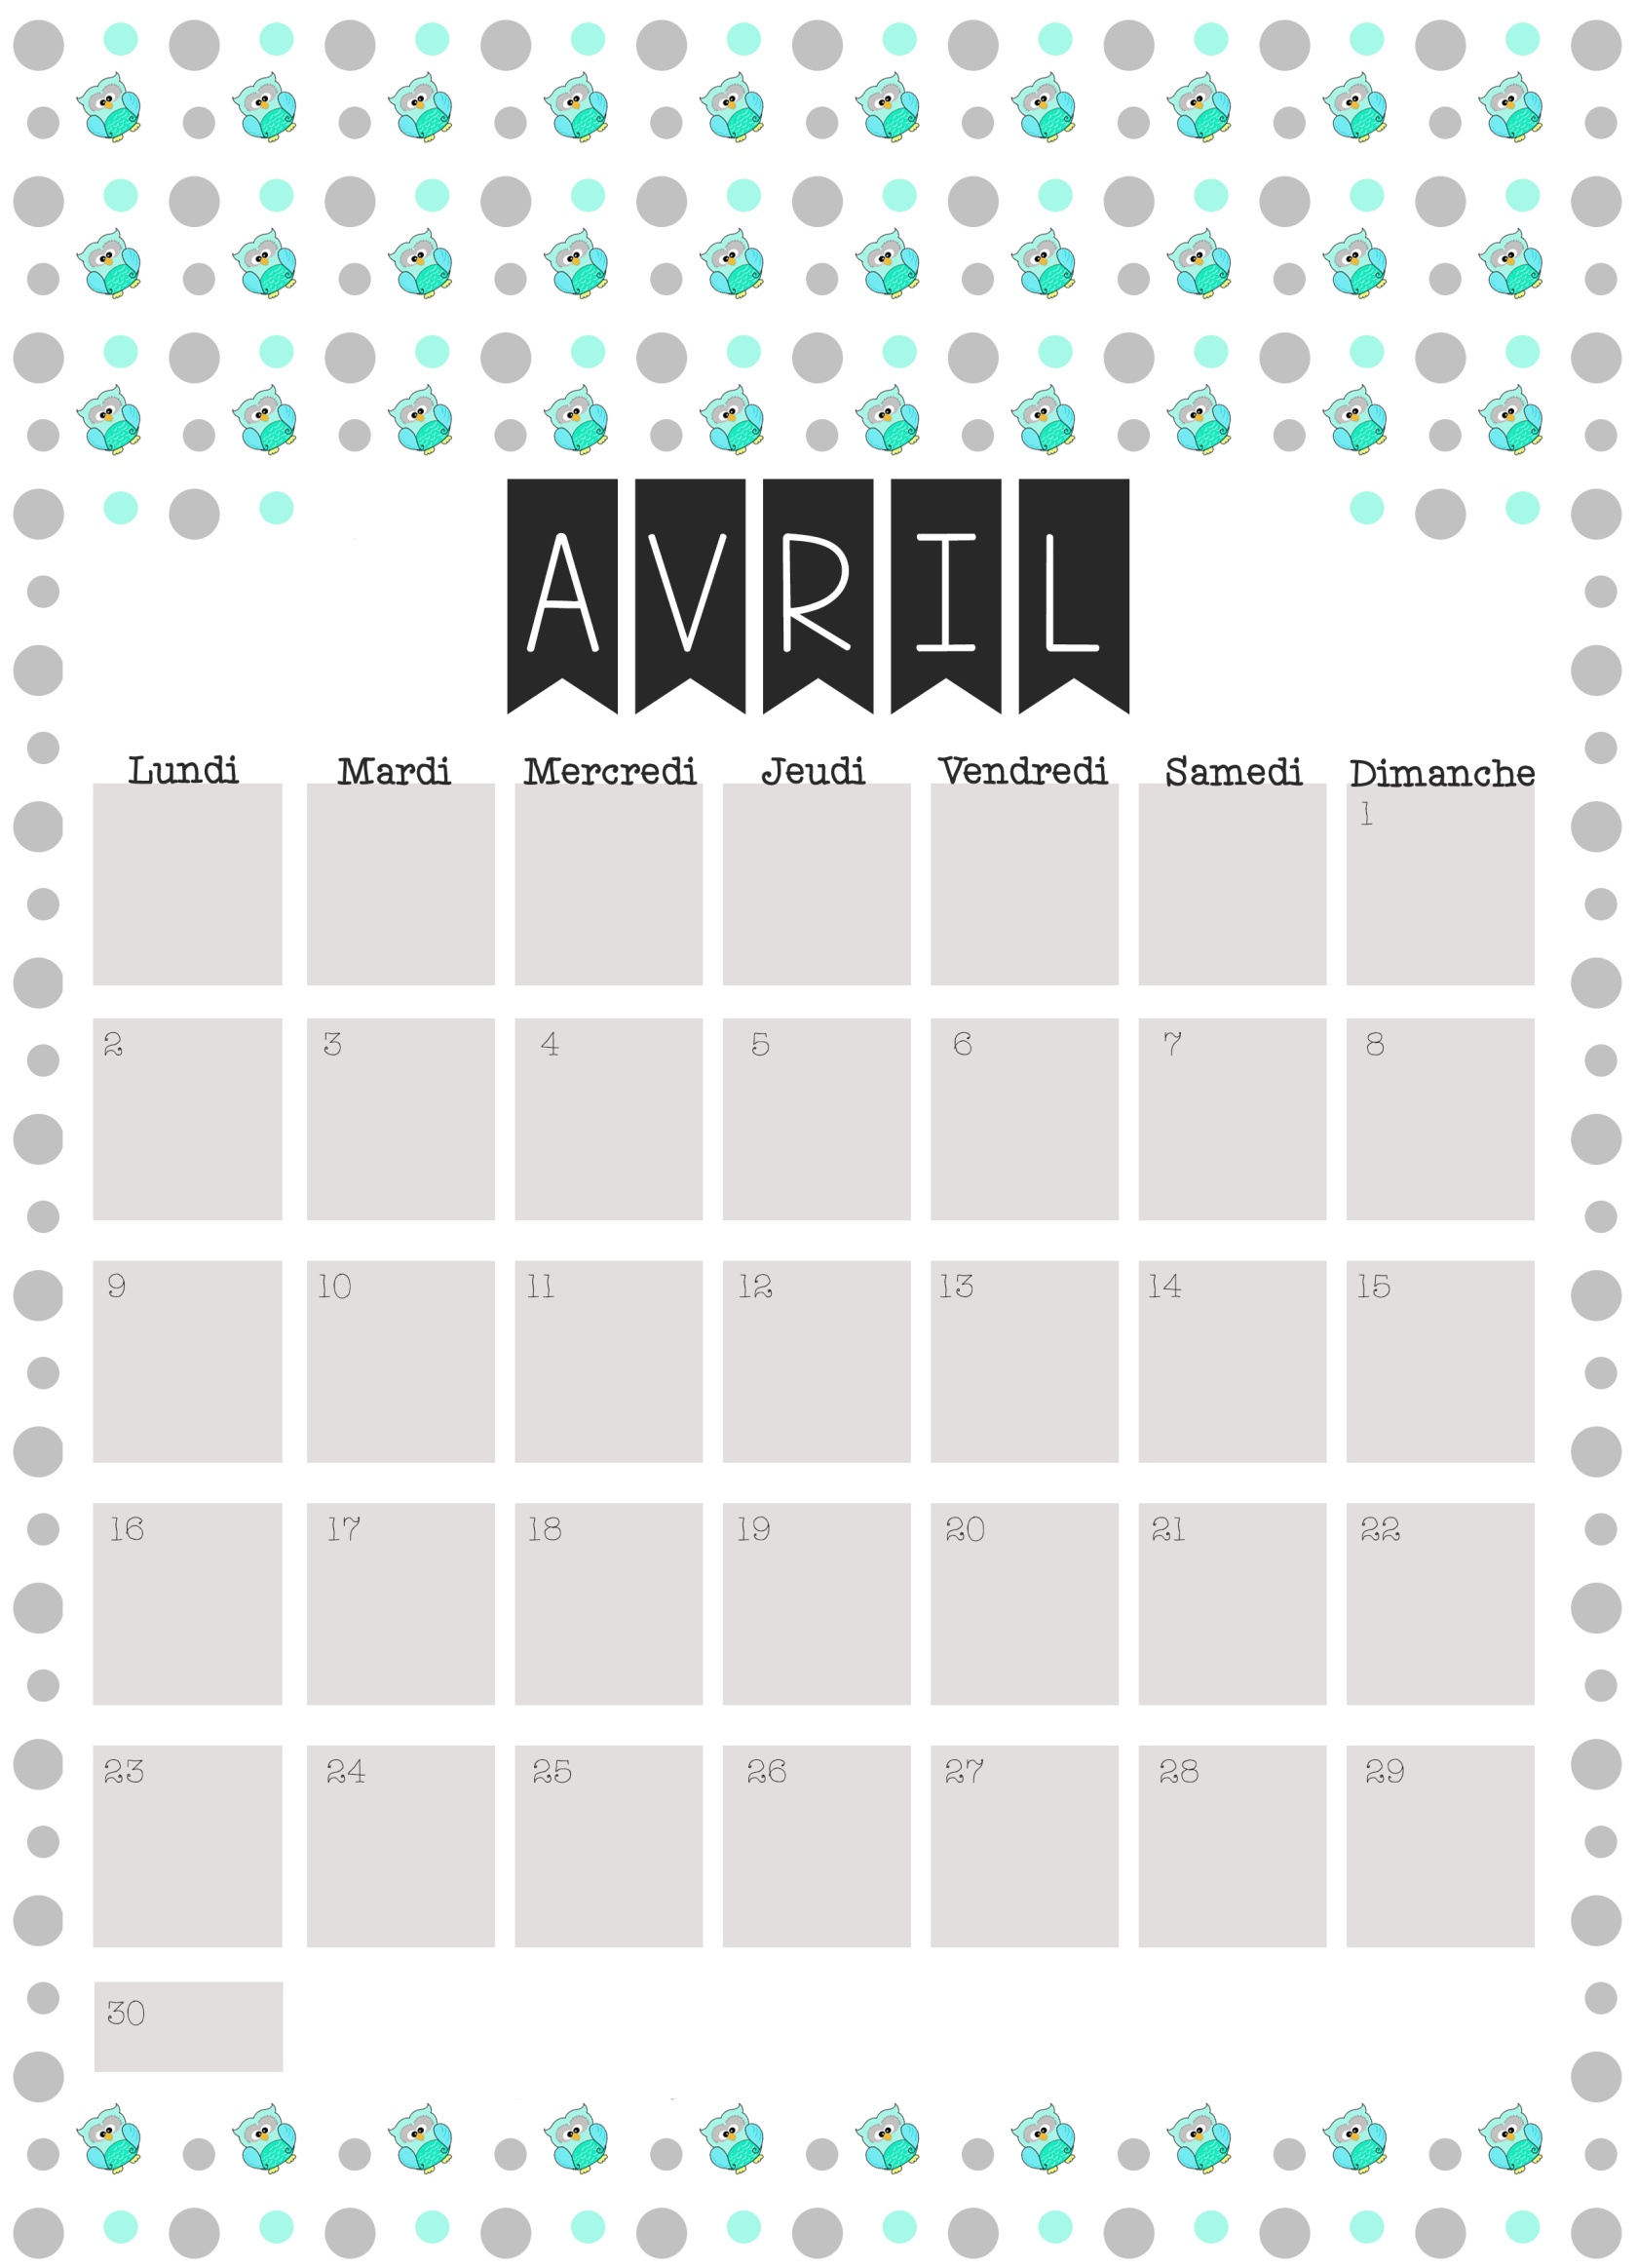 AVRIL
Lundi Mardi Mercredi Jeudi Vendredi Samedi Dimanche
1
2 3 4 5 6 7 8
9 10 11 12 13 14 15
16 17 18 19 20 21 22
23 24 25 26 27 28 29
30